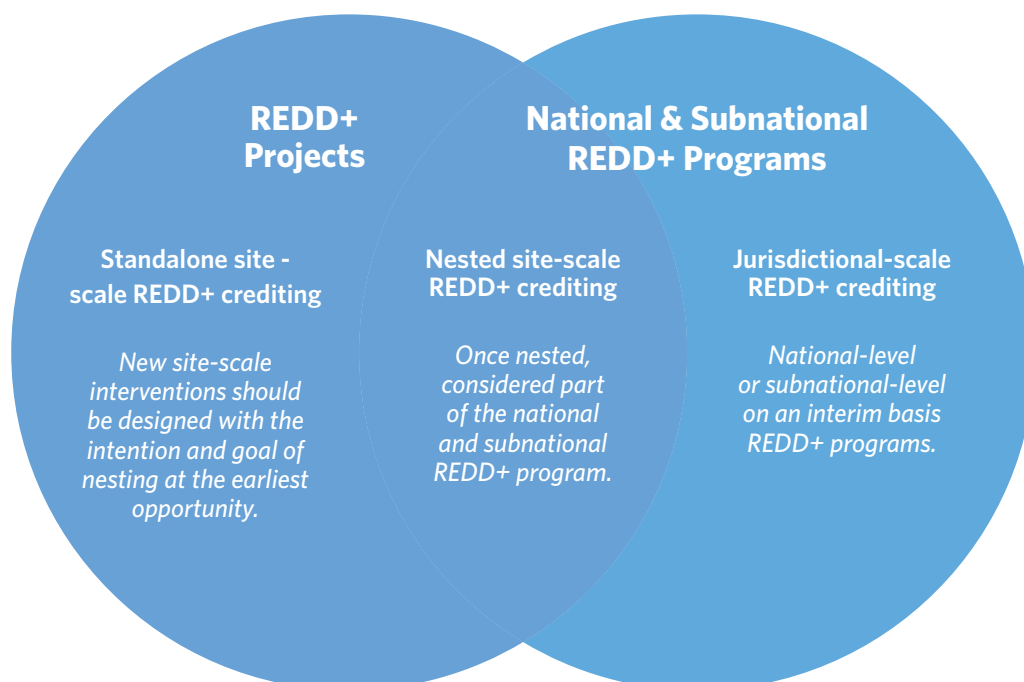 REDD+
Projects
National & Subnational
REDD+ Programs
Standalone site -
scale REDD+ crediting
New site-scale
interventions should
be designed with the
intention and goal of
nesting at the earliest
opportunity.
Nested site-scale
REDD+ crediting
Once nested,
considered part
of the national
and subnational
REDD+ program.
Jurisdictional-scale
REDD+ crediting
National-level
or subnational-level
on an interim basis
REDD+ programs.